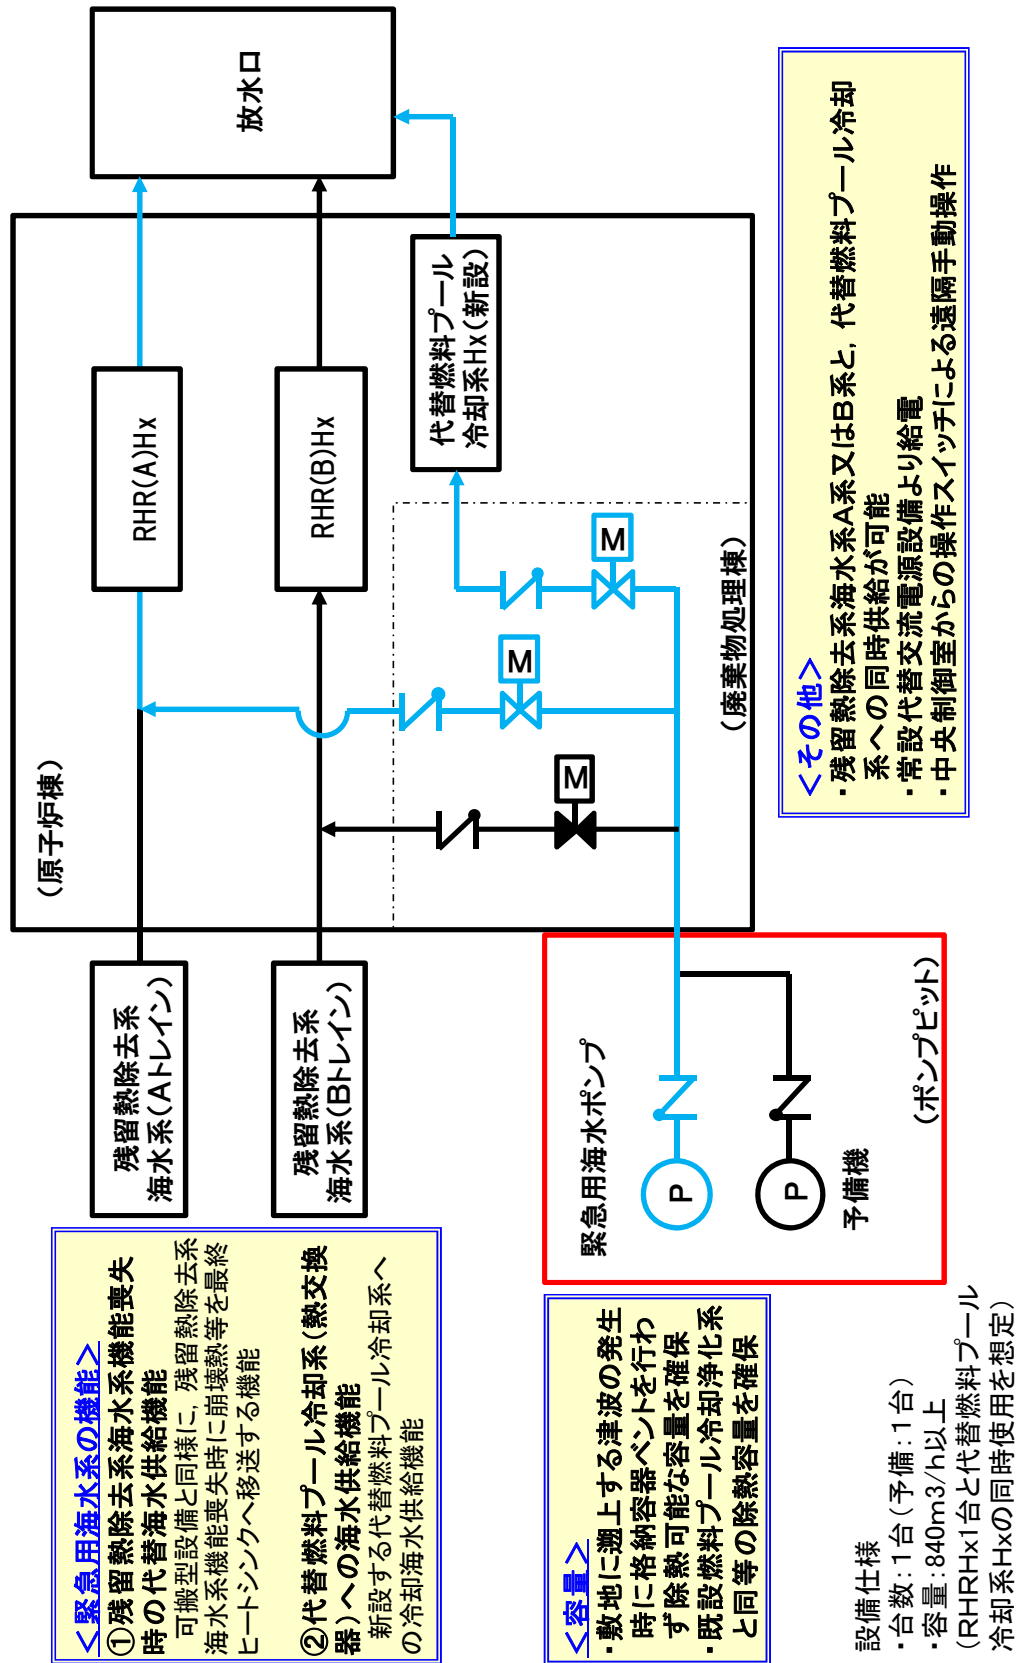 <緊急用海水系の機能>
①残留熱除去系海水系機能喪失
時の代替海水供給機能
可搬型設備と同様に，残留熱除去系
海水系機能喪失時に崩壊熱等を最終
ヒートシンクへ移送する機能
②代替燃料プール冷却系(熱交換
器)への海水供給機能
新設する代替燃料プール冷却系へ
の冷却海水供給機能
<容量>
・敷地に遡上する津波の発生
時に格納容器ベントを行わ
ず除熱可能な容量を確保
・既設燃料プール冷却浄化系
と同等の除熱容量を確保
設備仕様
・台数：1台(予備：1台)
・容量：840m3/h以上
(RHRHx1台と代替燃料プール
冷却系Hxの同時使用を想定)
残留熱除去系
海水系(Aトレイン)
残留熱除去系
海水系(Bトレイン)
緊急用海水ポンプ
P
P
予備機
(ポンプピット)
(原子炉棟)
M
M
M
(廃棄物処理棟)
RHR(A)Hx
RHR(B)Hx
代替燃料プール
冷却系Hx(新設)
放水口
<その他>
・残留熱除去系海水系A系又はB系と，代替燃料プール冷却
系への同時供給が可能
・常設代替交流電源設備より給電
・中央制御室からの操作スイッチによる遠隔手動操作